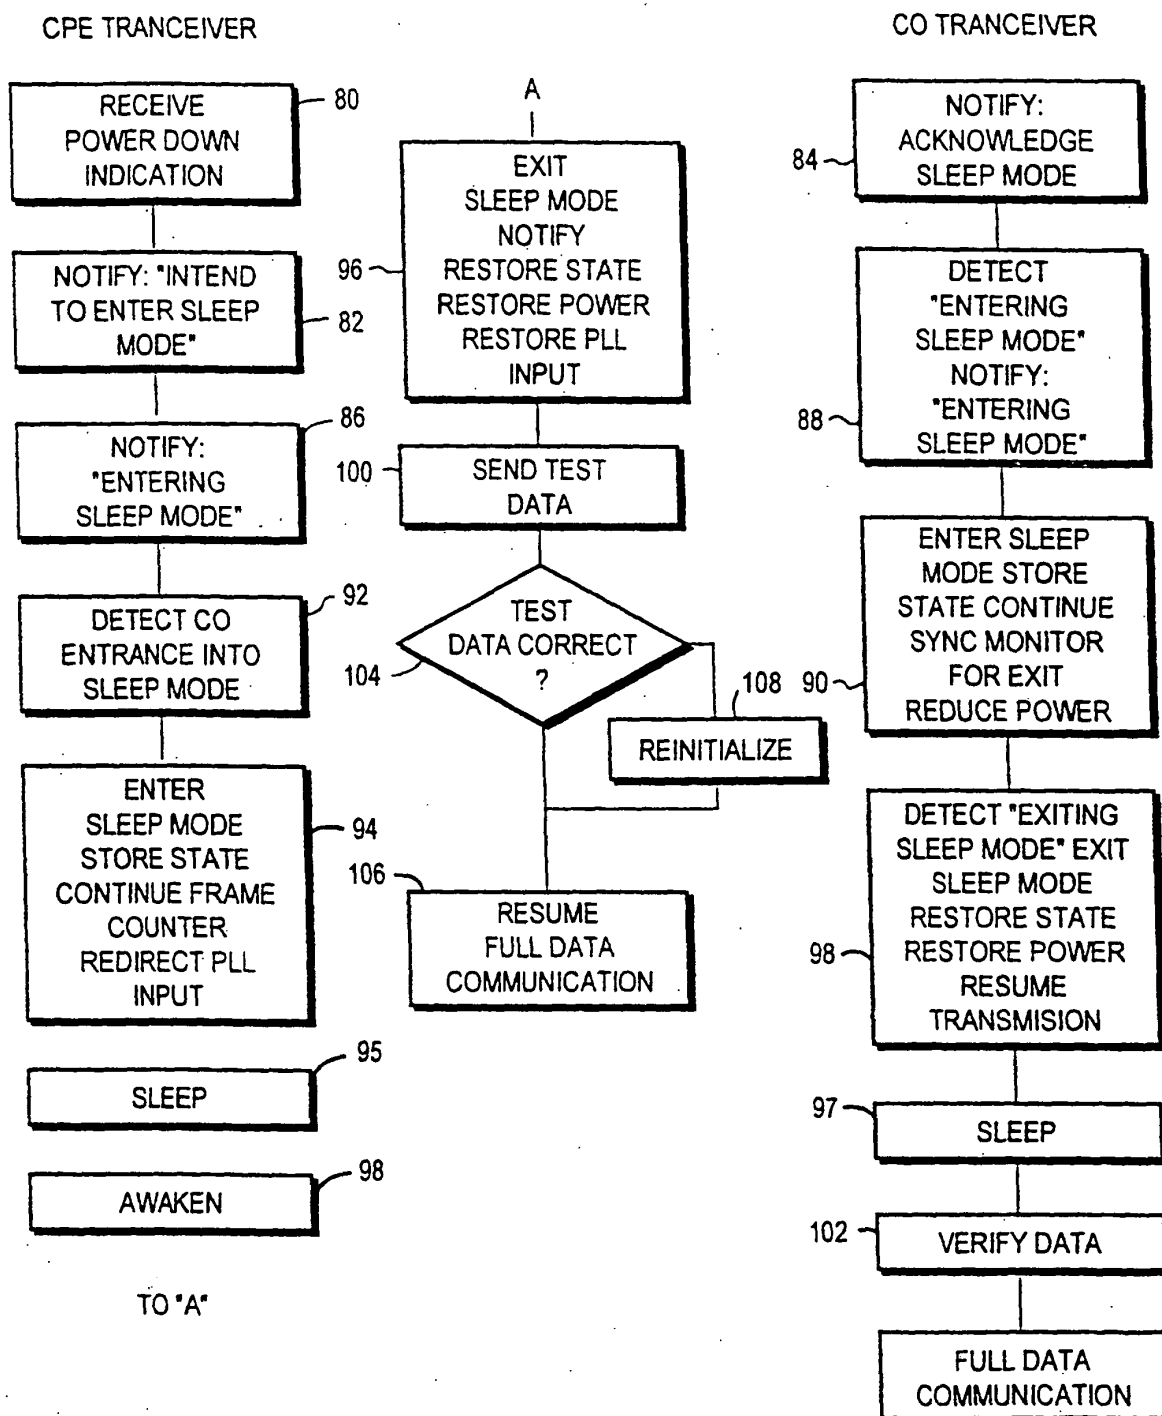 CPE TRANCEIVER
RECEIVE
POWER DOWN
INDICATION
80
NOTIFY: "INTEND
TO ENTER SLEEP
MODE"
82
86
NOTIFY:
"ENTERING
SLEEP MODE"
92
DETECT CO
ENTRANCE INTO
SLEEP MODE
ENTER
SLEEP MODE
STORE STATE
CONTINUE FRAME
COUNTER
REDIRECT PLL
INPUT
94
95
SLEEP
98
AWAKEN
TO "A"
A
EXIT
SLEEP MODE
NOTIFY
RESTORE STATE
RESTORE POWER
RESTORE PLL
INPUT
96
100
SEND TEST
DATA
TEST
DATA CORRECT
?
104
108
REINITIALIZE
106
RESUME
FULL DATA
COMMUNICATION
CO TRANCEIVER
NOTIFY:
ACKNOWLEDGE
SLEEP MODE
84
DETECT
"ENTERING
SLEEP MODE"
NOTIFY:
"ENTERING
SLEEP MODE"
88
ENTER SLEEP
MODE STORE
STATE CONTINUE
SYNC MONITOR
FOR EXIT
REDUCE POWER
90
DETECT "EXITING
SLEEP MODE" EXIT
SLEEP MODE
RESTORE STATE
RESTORE POWER
RESUME
TRANSMISION
98
97
SLEEP
102
VERIFY DATA
FULL DATA
COMMUNICATION